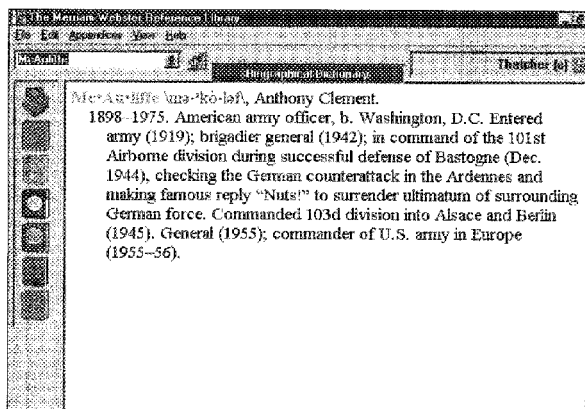 The Merriam-Webster Reference Library
File Edit Appendices View Help
McAuliffe
Thatcher [n]
Biographical Dictionary
Mc•Au•liffe \mə-ˈkȯ-ləf\, Anthony Clement.
1898–1975. American army officer, b. Washington, D.C. Entered
army (1919); brigadier general (1942); in command of the 101st
Airborne division during successful defense of Bastogne (Dec.
1944), checking the German counterattack in the Ardennes and
making famous reply “Nuts!” to surrender ultimatum of surrounding
German force. Commanded 103d division into Alsace and Berlin
(1945). General (1955); commander of U.S. army in Europe
(1955–56).